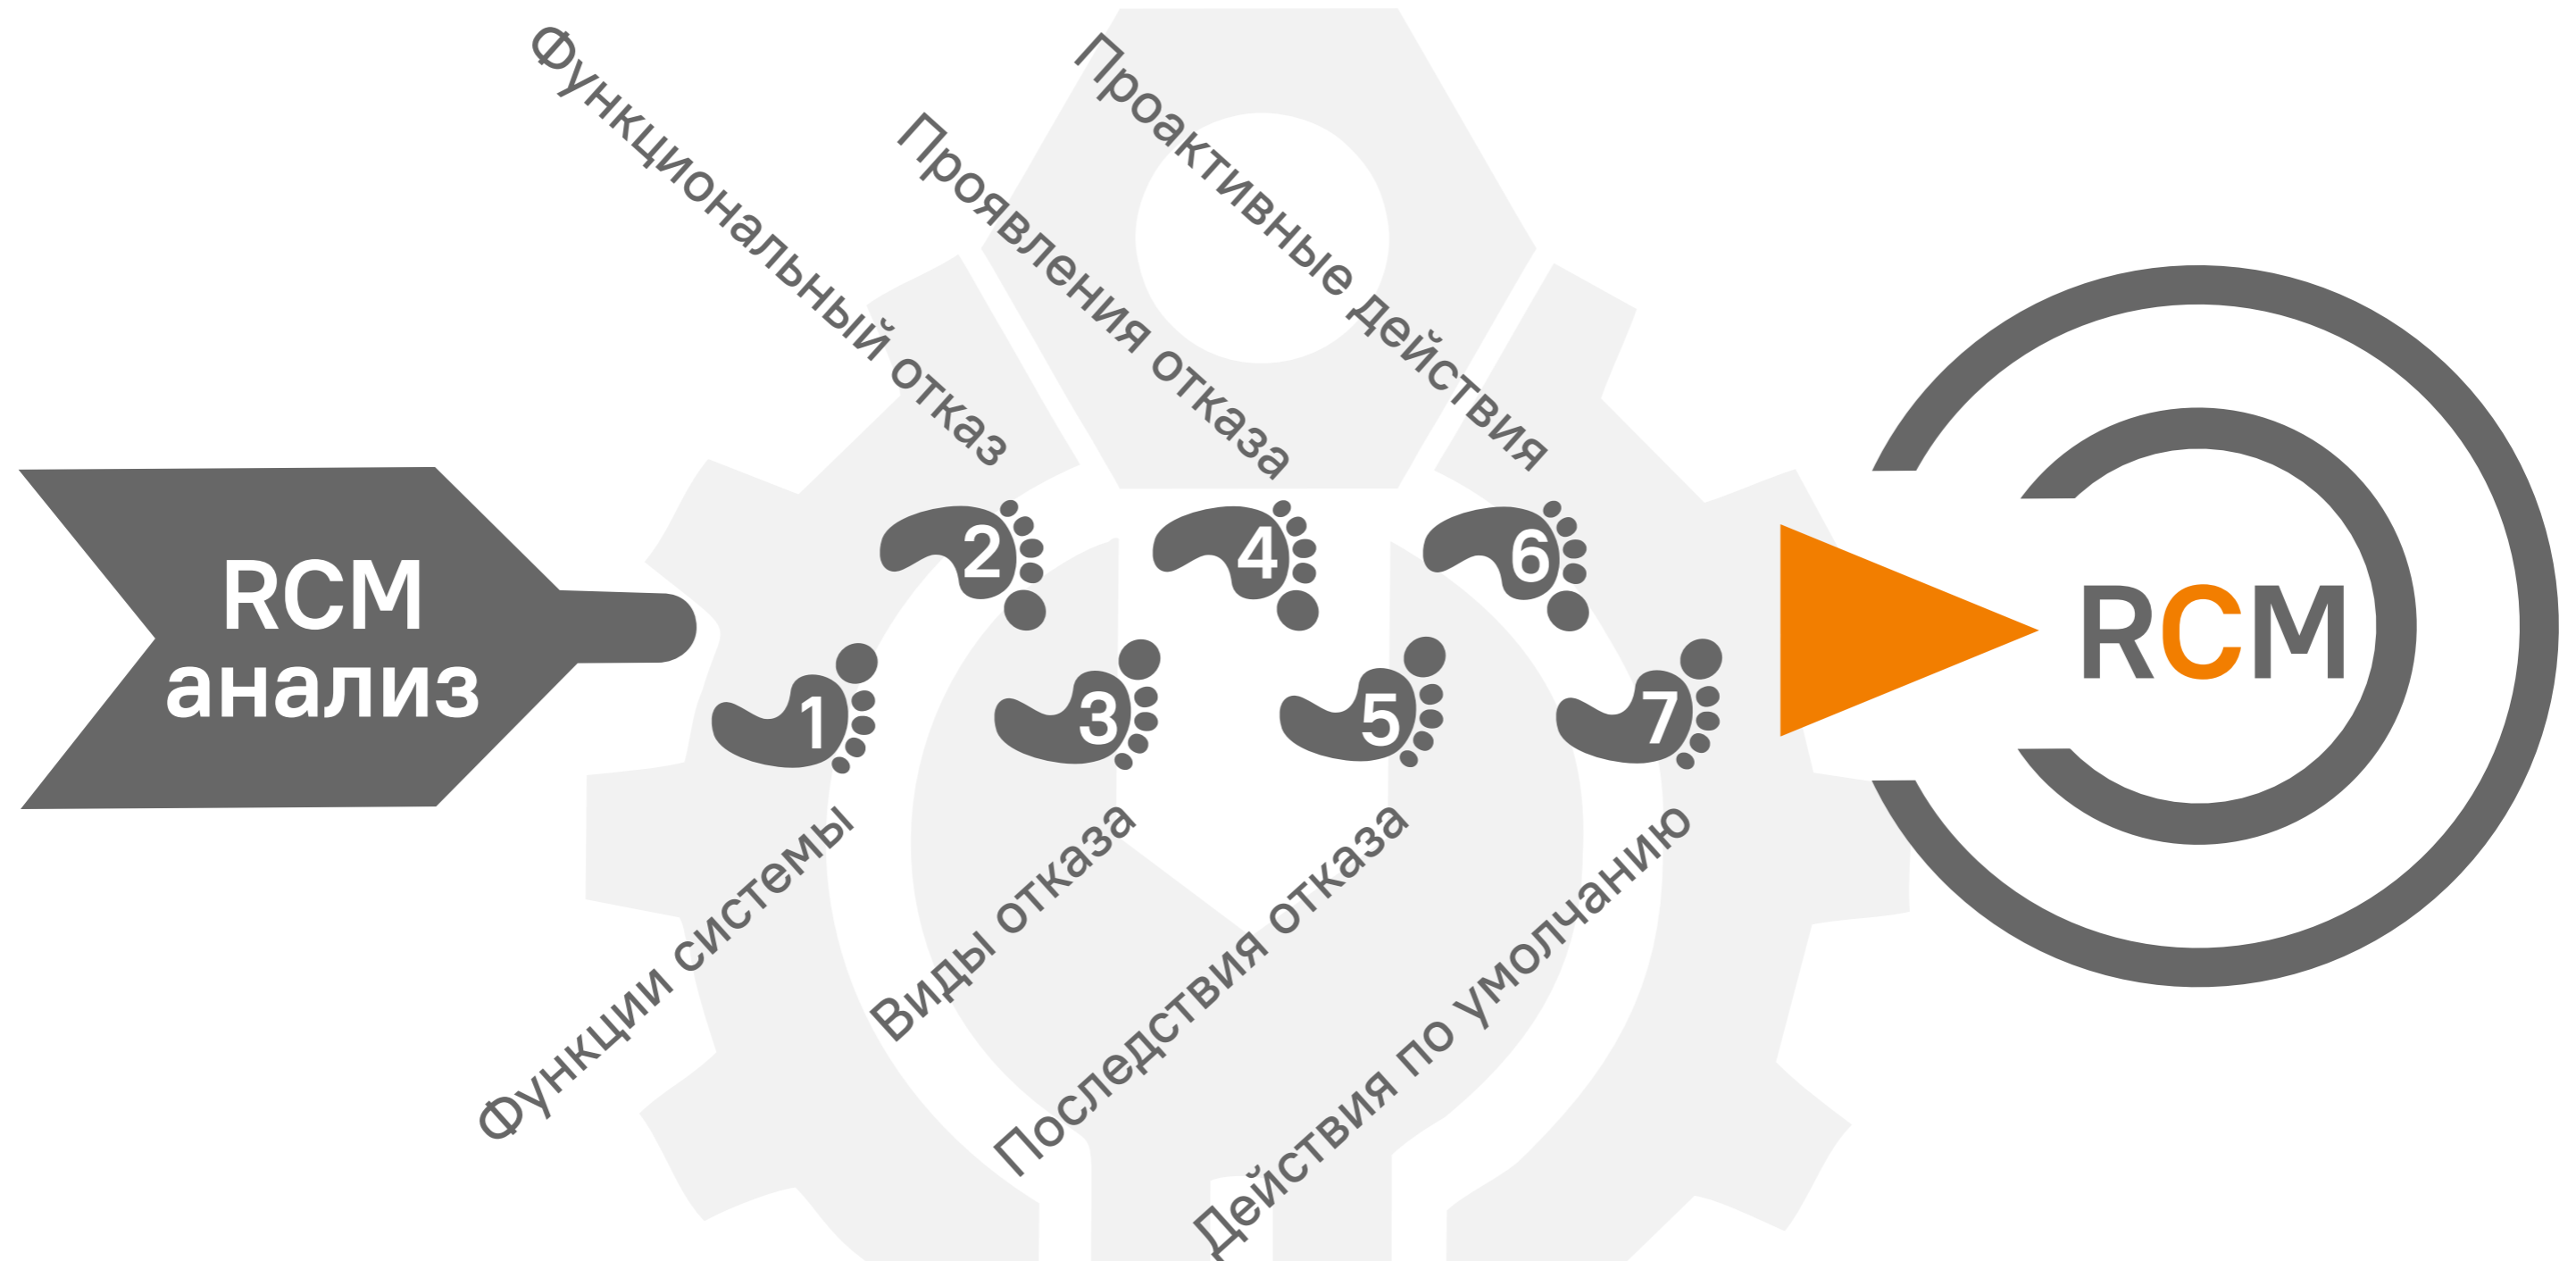 RCM
анализ
1
Функции системы
2
Функциональный отказ
3
Виды отказа
4
Проявления отказа
5
Последствия отказа
6
Проактивные действия
7
Действия по умолчанию
RCM